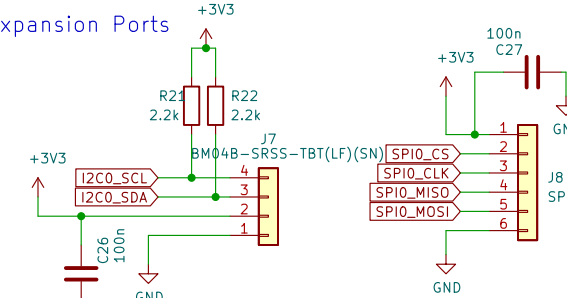 xpansion Ports
+3V3
R21
2.2k
R22
2.2k
J7
BM04B-SRSS-TBT(LF)(SN)
+3V3
I2C0_SCL
I2C0_SDA
4
3
2
1
C26
100n
GND
100n
C27
+3V3
SPI0_CS
SPI0_CLK
SPI0_MISO
SPI0_MOSI
1
2
3
4
5
6
J8
SP
GND
GN